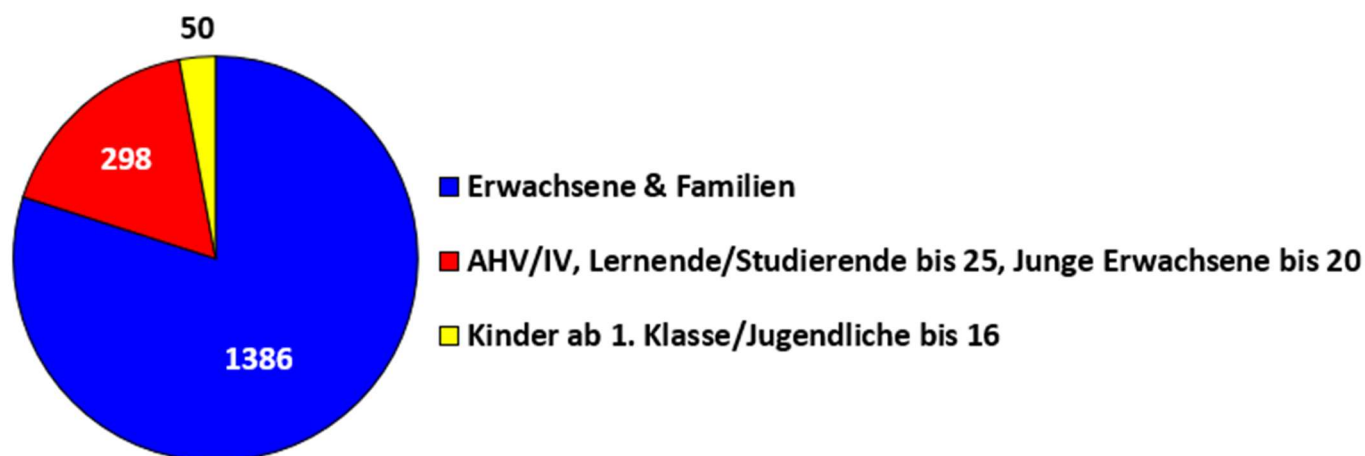 50
298
1386
Erwachsene & Familien
AHV/IV, Lernende/Studierende bis 25, Junge Erwachsene bis 20
Kinder ab 1. Klasse/Jugendliche bis 16